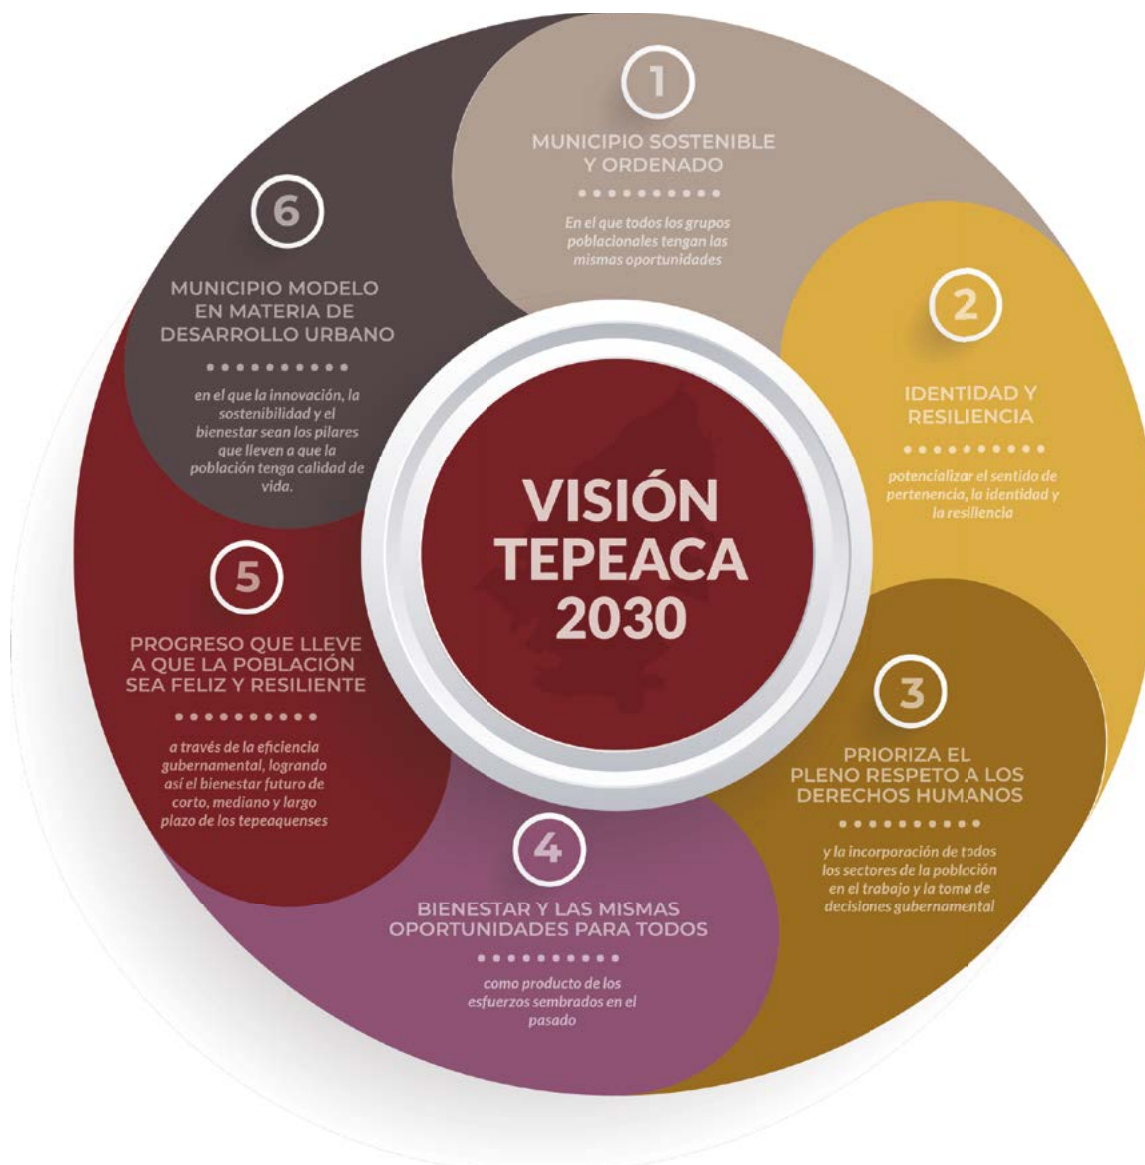 VISIÓN
TEPEACA
2030
1
MUNICIPIO SOSTENIBLE
Y ORDENADO
En el que todos los grupos
poblacionales tengan las
mismas oportunidades
2
IDENTIDAD Y
RESILIENCIA
potencializar el sentido de
pertenencia, la identidad y
la resiliencia
3
PRIORIZA EL
PLENO RESPETO A LOS
DERECHOS HUMANOS
y la incorporación de todos
los sectores de la población
en el trabajo y la toma de
decisiones gubernamental
4
BIENESTAR Y LAS MISMAS
OPORTUNIDADES PARA TODOS
como producto de los
esfuerzos sembrados en el
pasado
5
PROGRESO QUE LLEVE
A QUE LA POBLACIÓN
SEA FELIZ Y RESILIENTE
a través de la eficiencia
gubernamental, logrando
así el bienestar futuro de
corto, mediano y largo
plazo de los tepeaquenses
6
MUNICIPIO MODELO
EN MATERIA DE
DESARROLLO URBANO
en el que la innovación, la
sostenibilidad y el
bienestar sean los pilares
que lleven a que la
población tenga calidad de
vida.